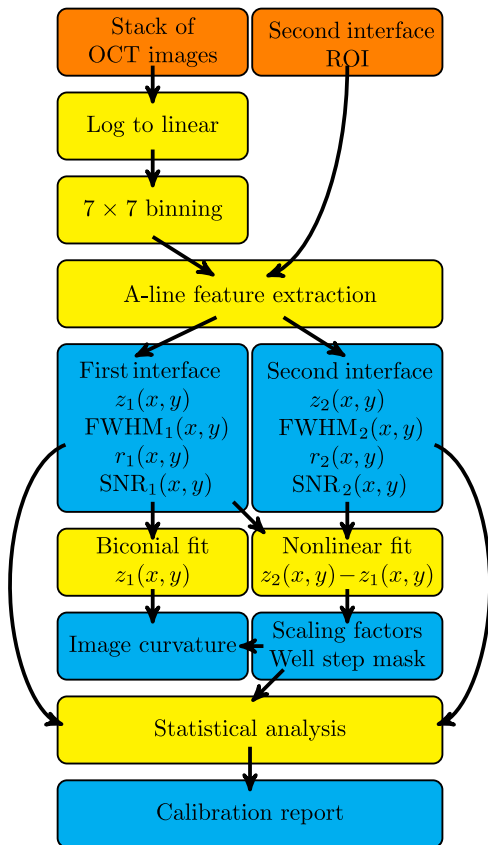 Stack of
OCT images
Second interface
ROI
Log to linear
7 × 7 binning
A-line feature extraction
First interface
z₁(x, y)
FWHM₁(x, y)
r₁(x, y)
SNR₁(x, y)
Second interface
z₂(x, y)
FWHM₂(x, y)
r₂(x, y)
SNR₂(x, y)
Biconial fit
z₁(x, y)
Nonlinear fit
z₂(x, y)−z₁(x, y)
Image curvature
Scaling factors
Well step mask
Statistical analysis
Calibration report